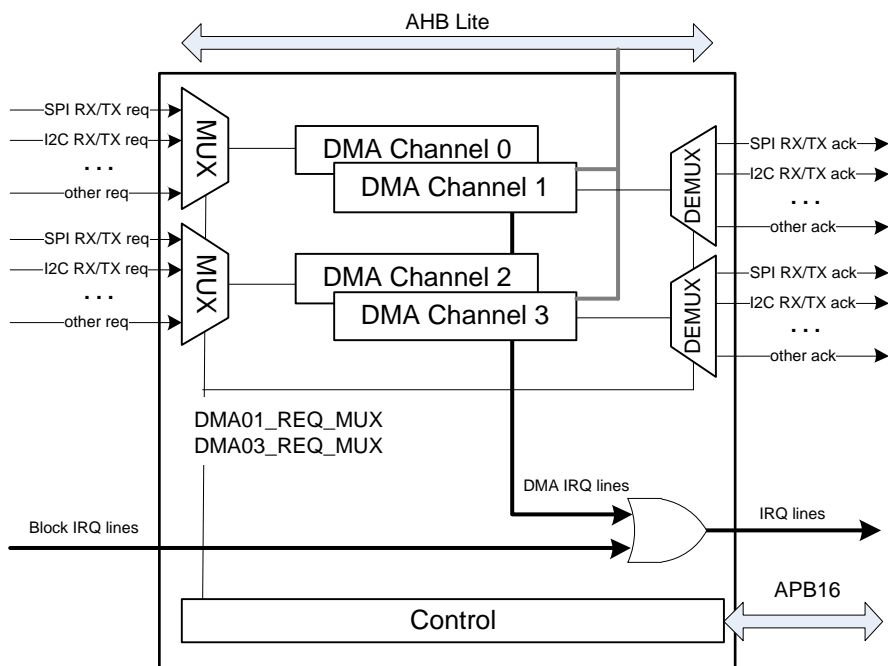 AHB Lite
SPI RX/TX req
I2C RX/TX req
. . .
other req
MUX
DMA Channel 0
DMA Channel 1
DEMUX
SPI RX/TX ack
I2C RX/TX ack
. . .
other ack
SPI RX/TX req
I2C RX/TX req
. . .
other req
MUX
DMA Channel 2
DMA Channel 3
DEMUX
SPI RX/TX ack
I2C RX/TX ack
. . .
other ack
DMA01_REQ_MUX
DMA03_REQ_MUX
DMA IRQ lines
Block IRQ lines
IRQ lines
APB16
Control